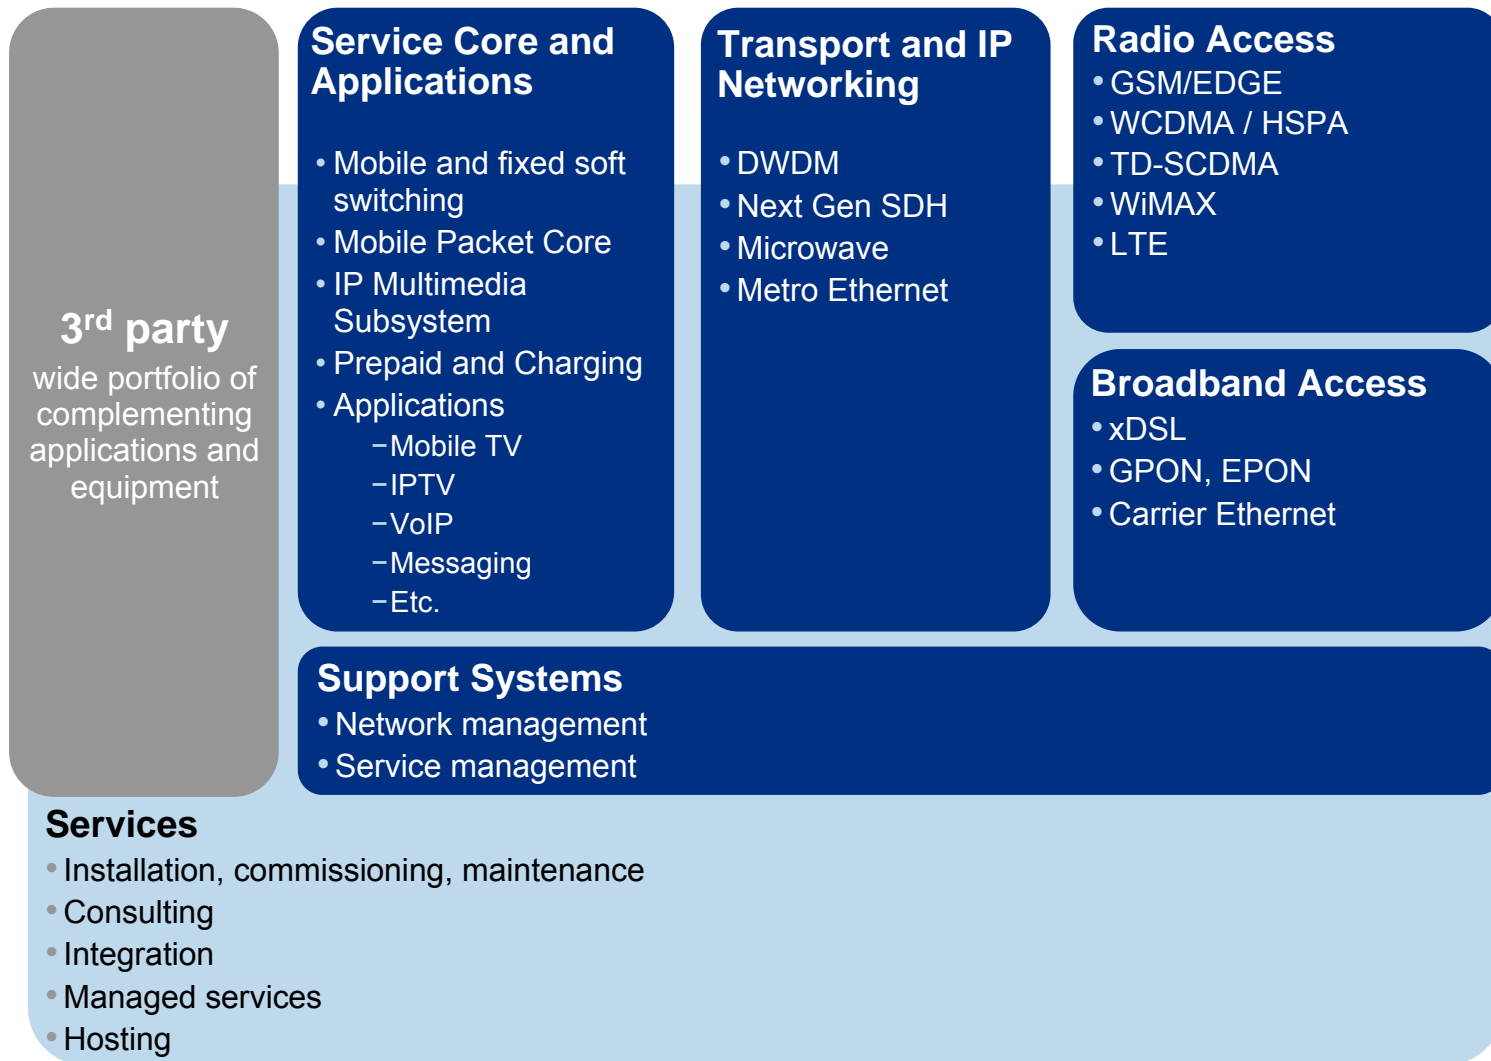 3rd party
wide portfolio of
complementing
applications and
equipment
Service Core and
Applications
• Mobile and fixed soft
switching
• Mobile Packet Core
• IP Multimedia
Subsystem
• Prepaid and Charging
• Applications
–Mobile TV
–IPTV
–VoIP
–Messaging
–Etc.
Transport and IP
Networking
• DWDM
• Next Gen SDH
• Microwave
• Metro Ethernet
Radio Access
• GSM/EDGE
• WCDMA / HSPA
• TD-SCDMA
• WiMAX
• LTE
Broadband Access
• xDSL
• GPON, EPON
• Carrier Ethernet
Support Systems
• Network management
• Service management
Services
• Installation, commissioning, maintenance
• Consulting
• Integration
• Managed services
• Hosting